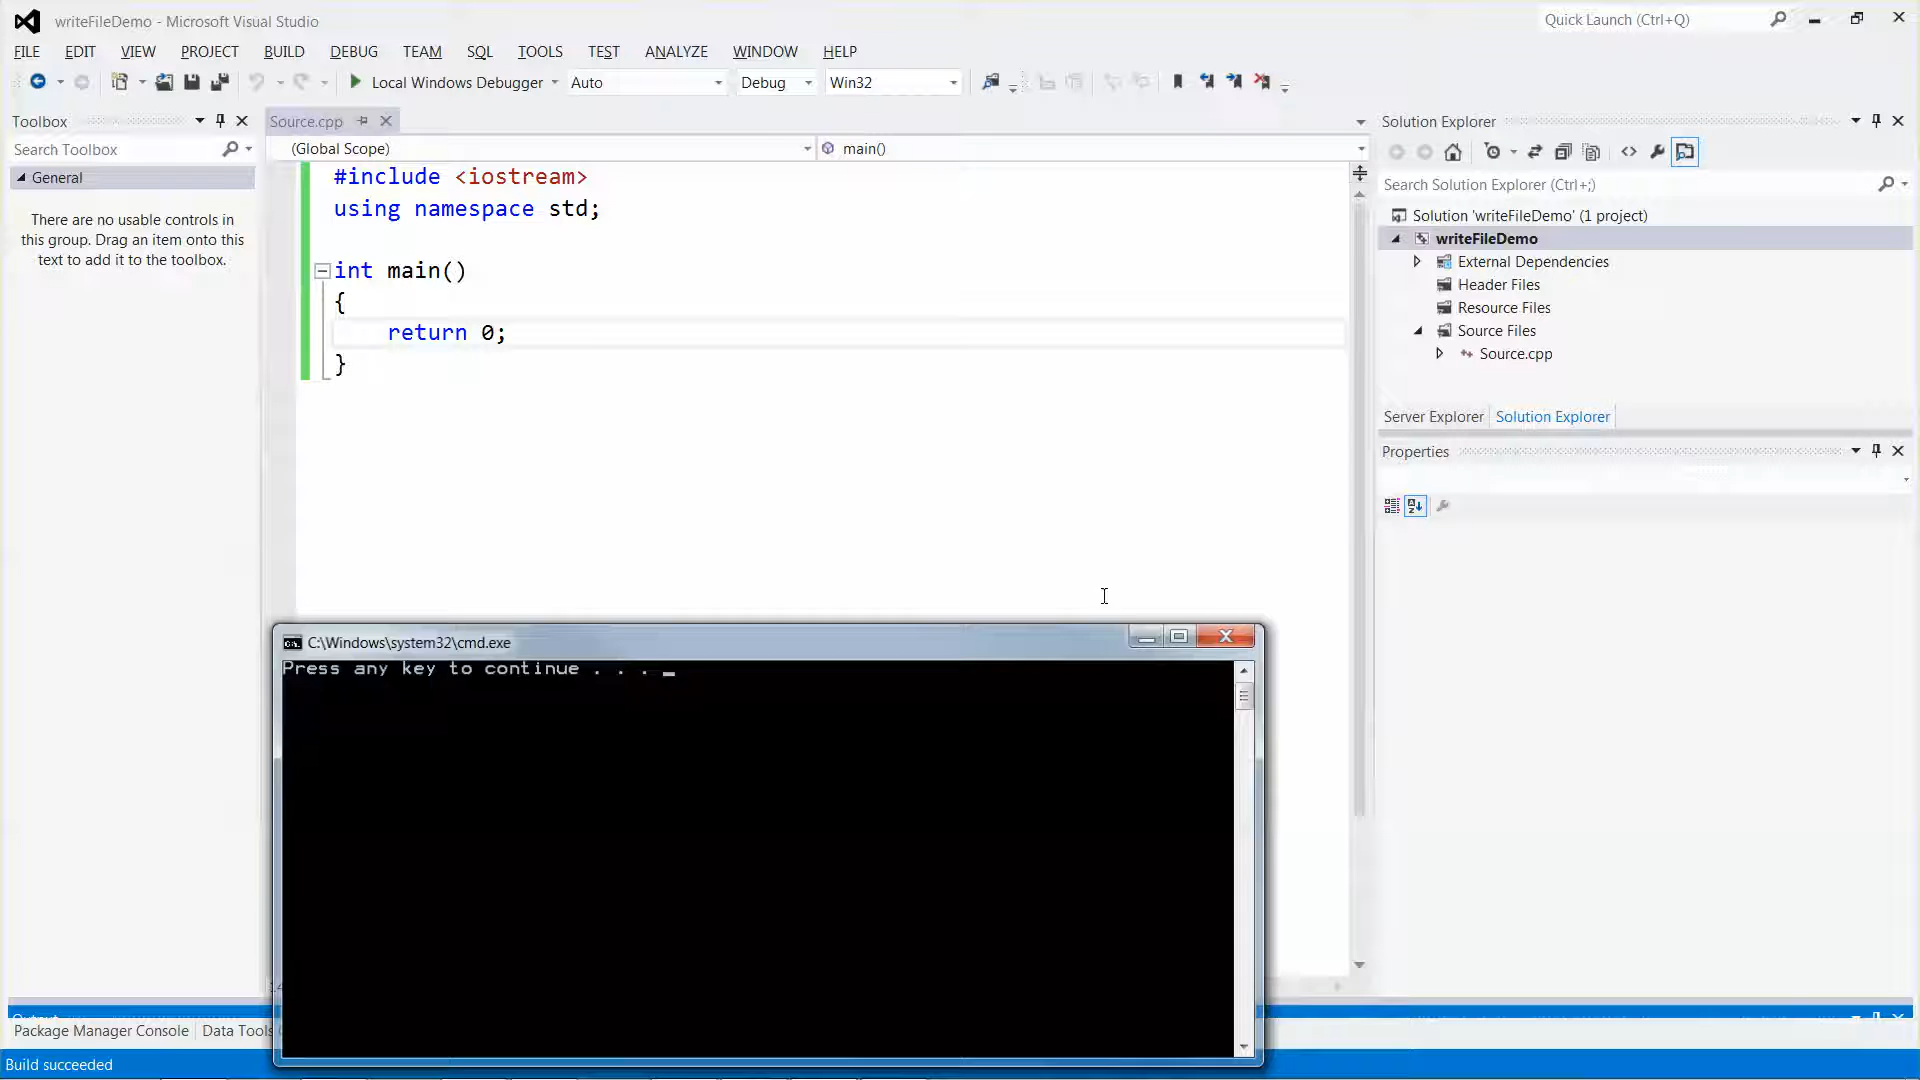 writeFileDemo - Microsoft Visual Studio
Quick Launch (Ctrl+Q)
FILE EDIT VIEW PROJECT BUILD DEBUG TEAM SQL TOOLS TEST ANALYZE WINDOW HELP
Local Windows Debugger Auto Debug Win32
Toolbox
Search Toolbox
General
There are no usable controls in
this group. Drag an item onto this
text to add it to the toolbox.
Source.cpp
(Global Scope) main()
#include <iostream>
using namespace std;
int main()
{
return 0;
}
Solution Explorer
Search Solution Explorer (Ctrl+;)
Solution 'writeFileDemo' (1 project)
writeFileDemo
External Dependencies
Header Files
Resource Files
Source Files
Source.cpp
Server Explorer Solution Explorer
Properties
C:\Windows\system32\cmd.exe
Press any key to continue . . . _
Package Manager Console Data Tools
Build succeeded